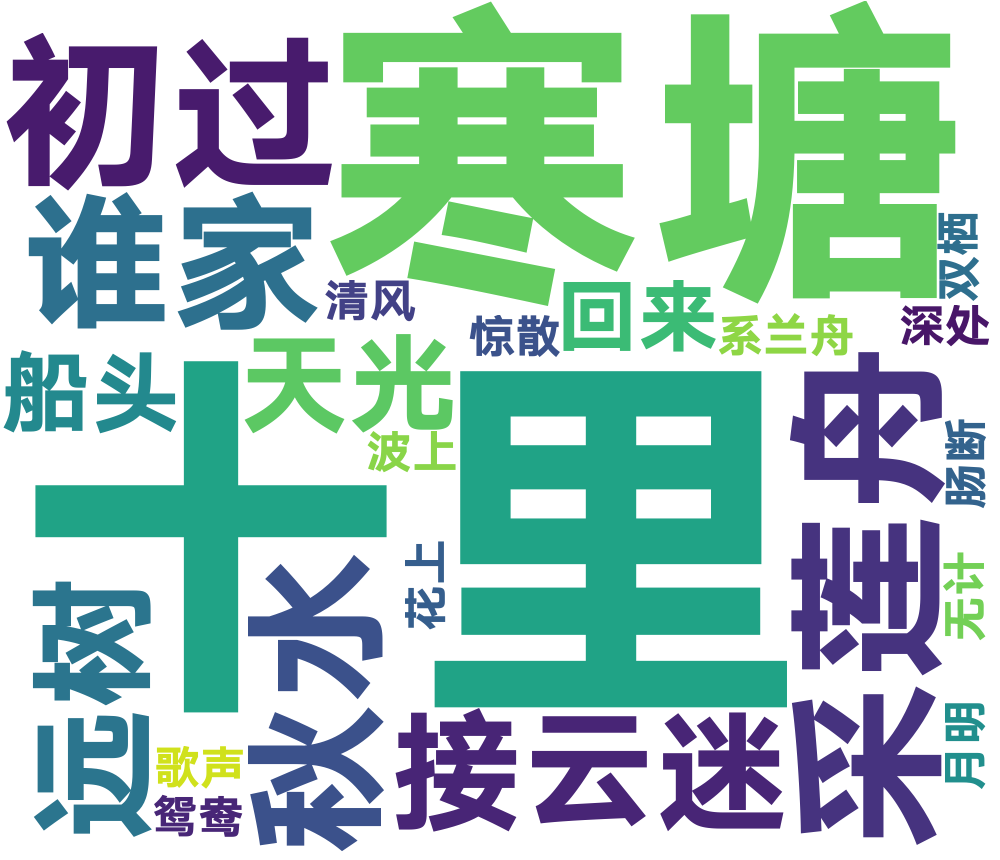 初过
寒塘
谁家
双栖
清风
惊散
回来
系兰舟
深处
船头
天光
十里
采莲舟
波上
肠断
花上
无计
远树
秋水
月明
接云迷
歌声
鸳鸯